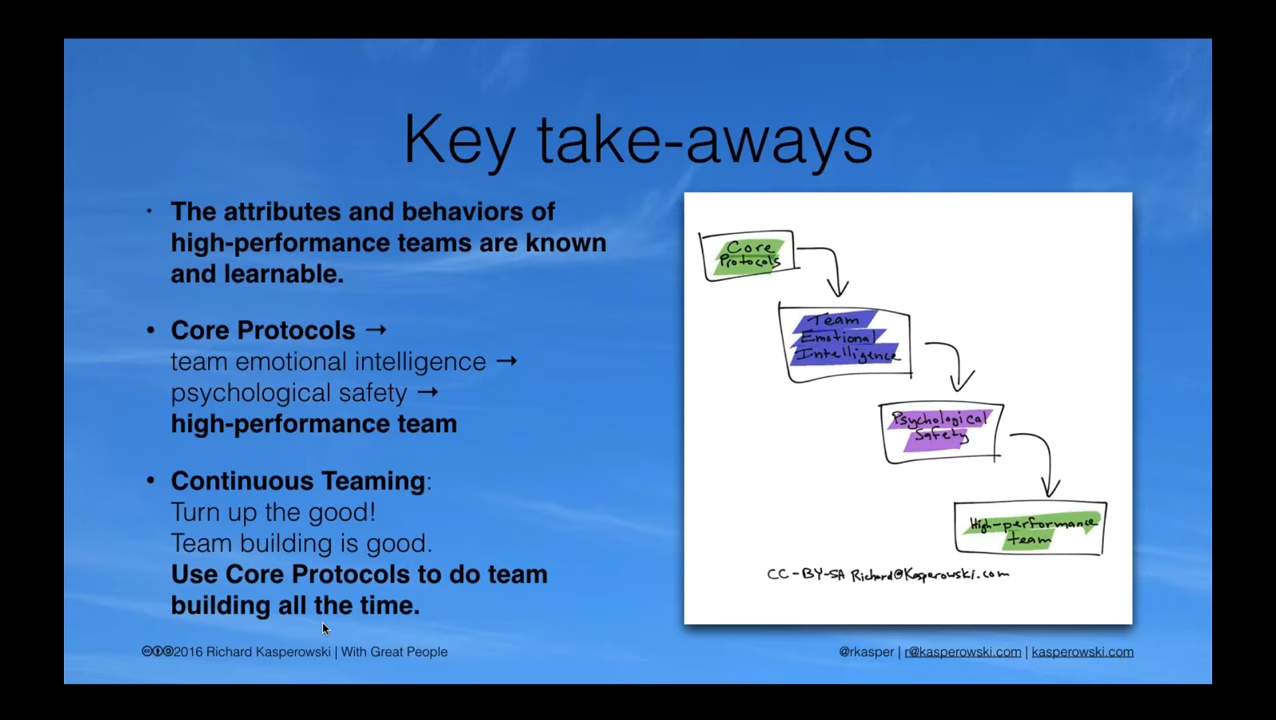 Key take-aways
• The attributes and behaviors of
high-performance teams are known
and learnable.
• Core Protocols →
team emotional intelligence →
psychological safety →
high-performance team
• Continuous Teaming:
Turn up the good!
Team building is good.
Use Core Protocols to do team
building all the time.
Core
Protocols
Team
Emotional
Intelligence
Psychological
Safety
High-performance
team
CC-BY-SA Richard@Kasperowski.com
2016 Richard Kasperowski | With Great People
@rkasper | r@kasperowski.com | kasperowski.com